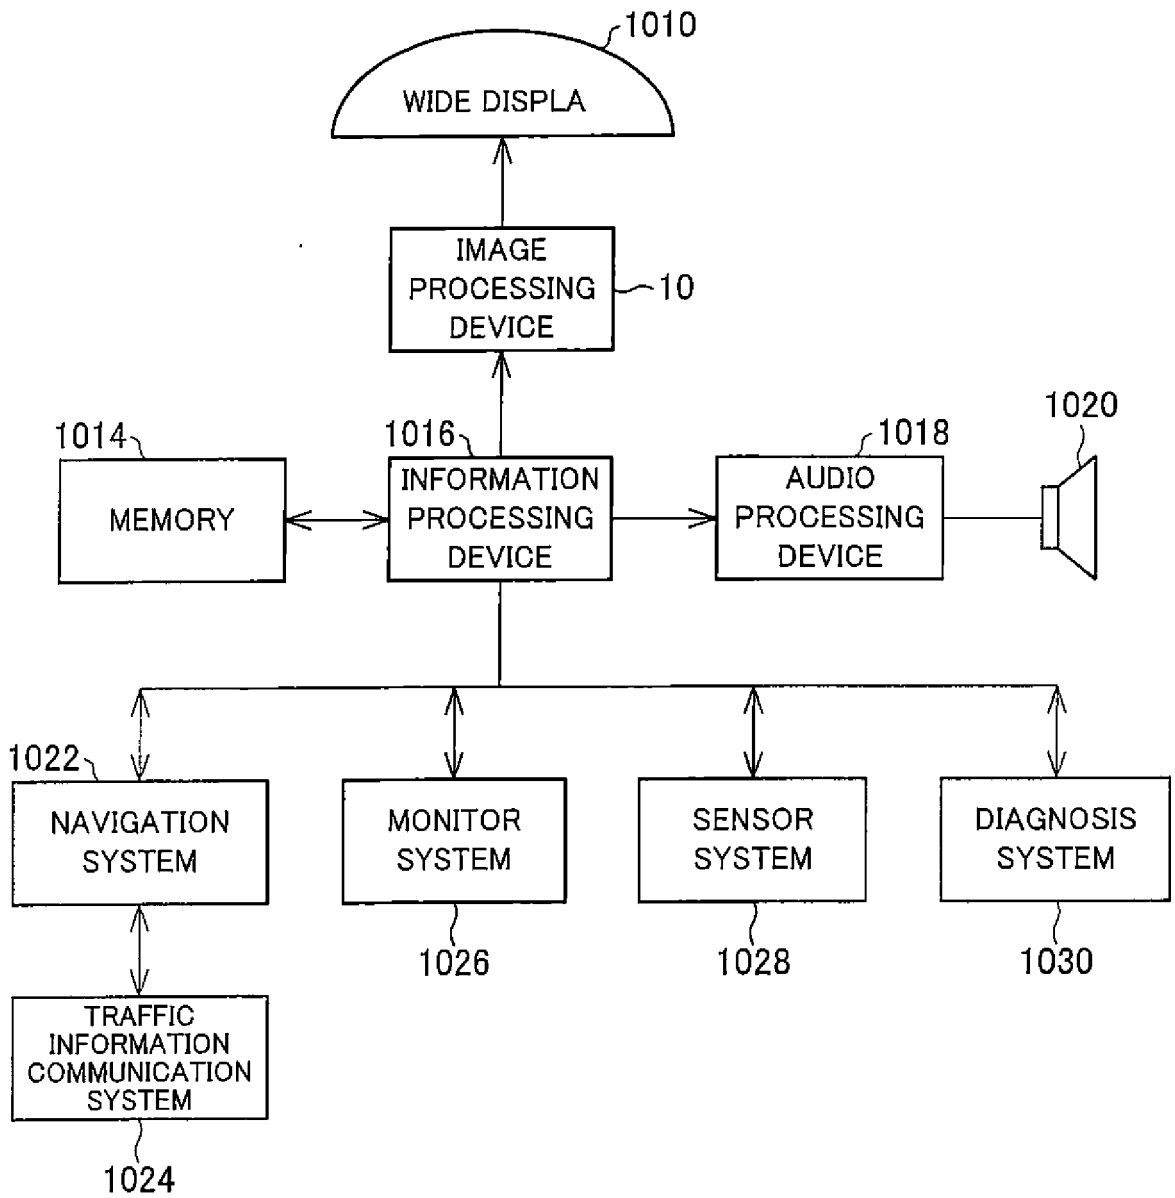 1010
WIDE DISPLA
IMAGE
PROCESSING
DEVICE
10
1014
MEMORY
1016
INFORMATION
PROCESSING
DEVICE
1018
AUDIO
PROCESSING
DEVICE
1020
1022
NAVIGATION
SYSTEM
MONITOR
SYSTEM
1026
SENSOR
SYSTEM
1028
DIAGNOSIS
SYSTEM
1030
TRAFFIC
INFORMATION
COMMUNICATION
SYSTEM
1024